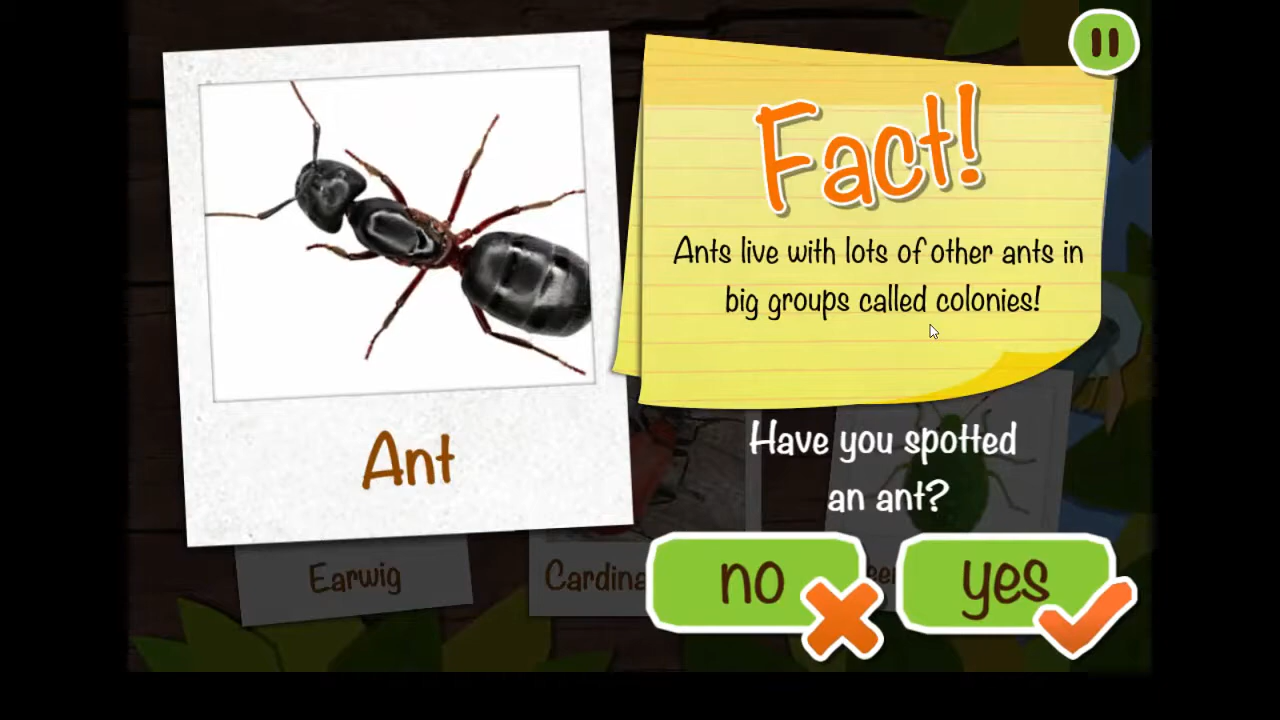 Fact!
Ants live with lots of other ants in
big groups called colonies!
Ant
Have you spotted
an ant?
Earwig
Cardina
no
yes